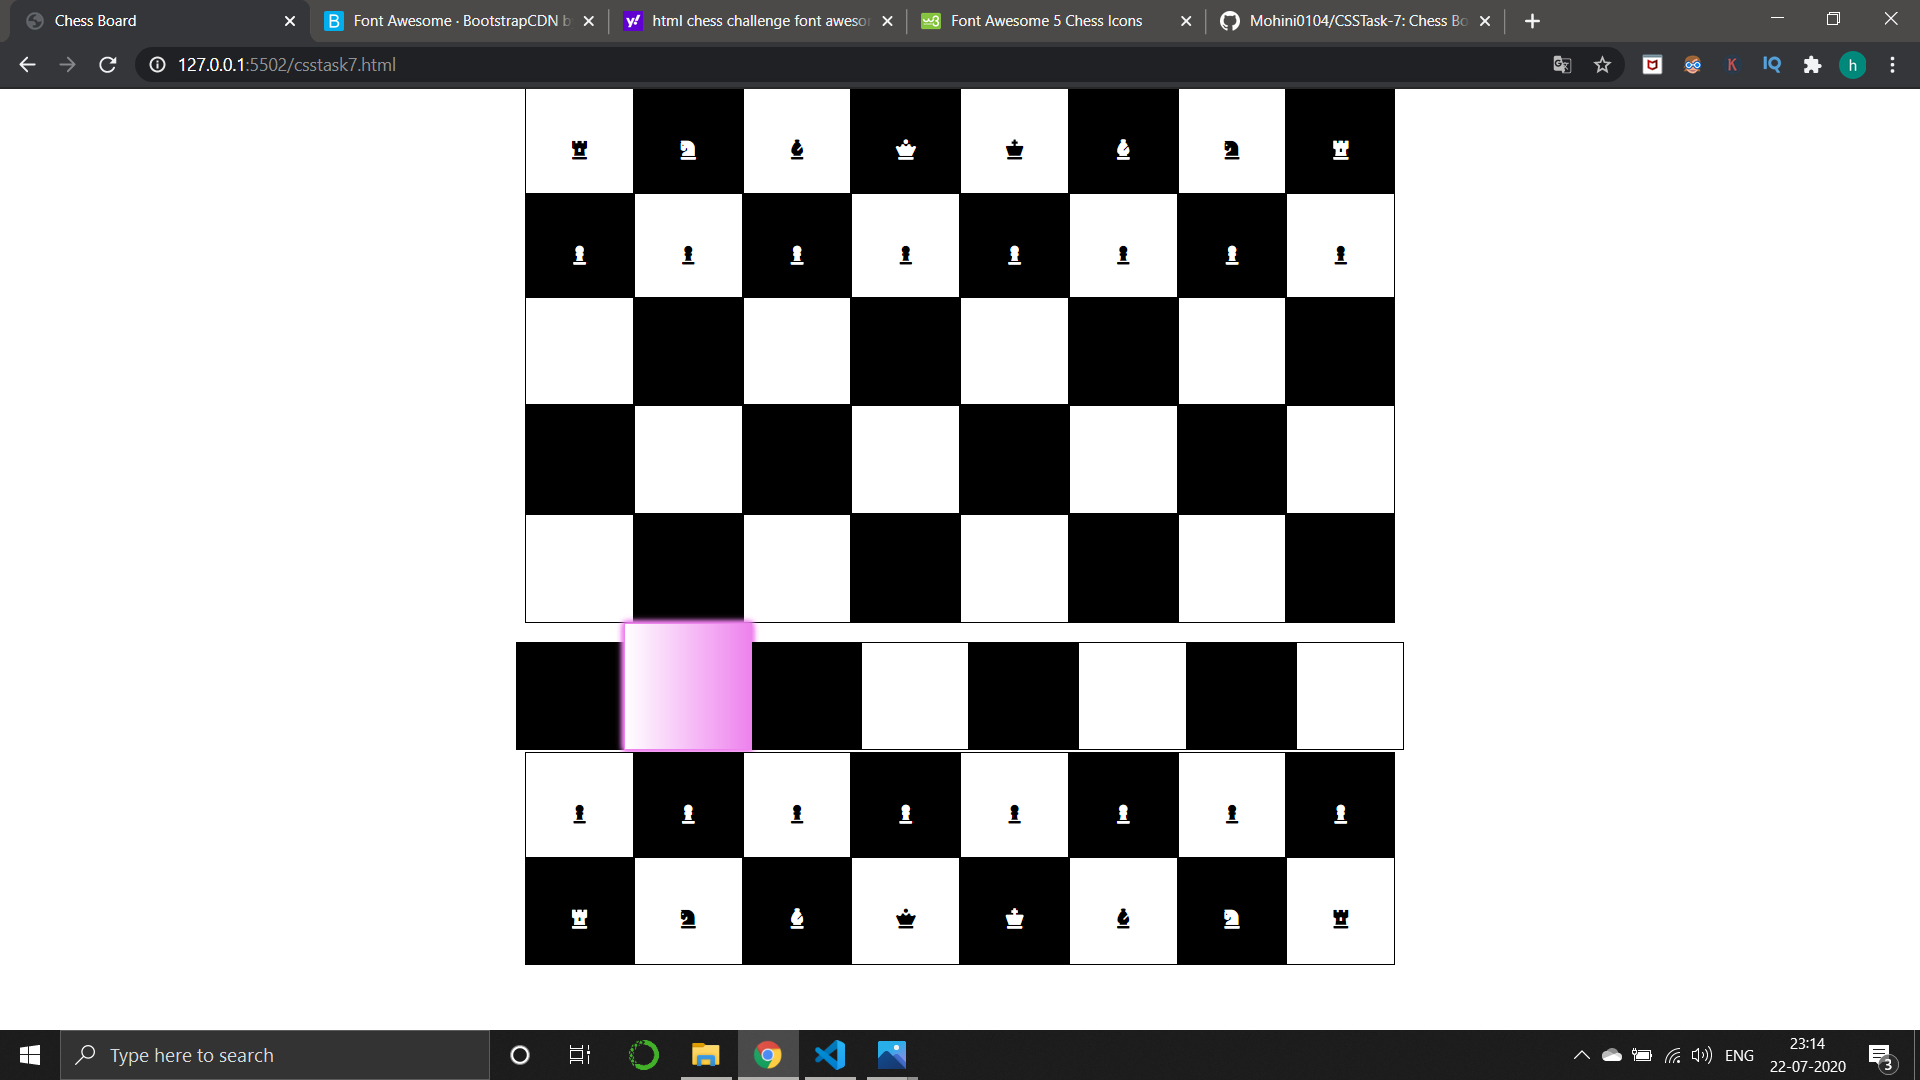 Chess Board
Font Awesome · BootstrapCDN b
html chess challenge font aweso
Font Awesome 5 Chess Icons
Mohini0104/CSSTask-7: Chess Bo
127.0.0.1:5502/csstask7.html
K
IQ
h
Type here to search
ENG
23:14
22-07-2020
3